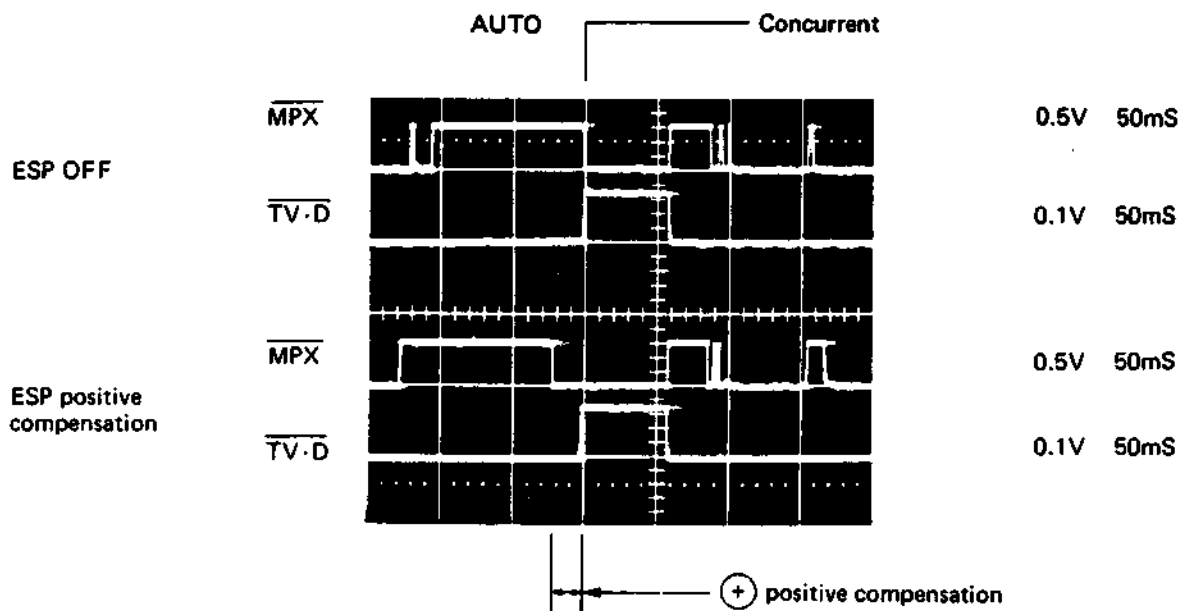 AUTO Concurrent
MPX 0.5V 50mS
ESP OFF
TV·D 0.1V 50mS
MPX 0.5V 50mS
ESP positive
compensation
TV·D 0.1V 50mS
+ positive compensation